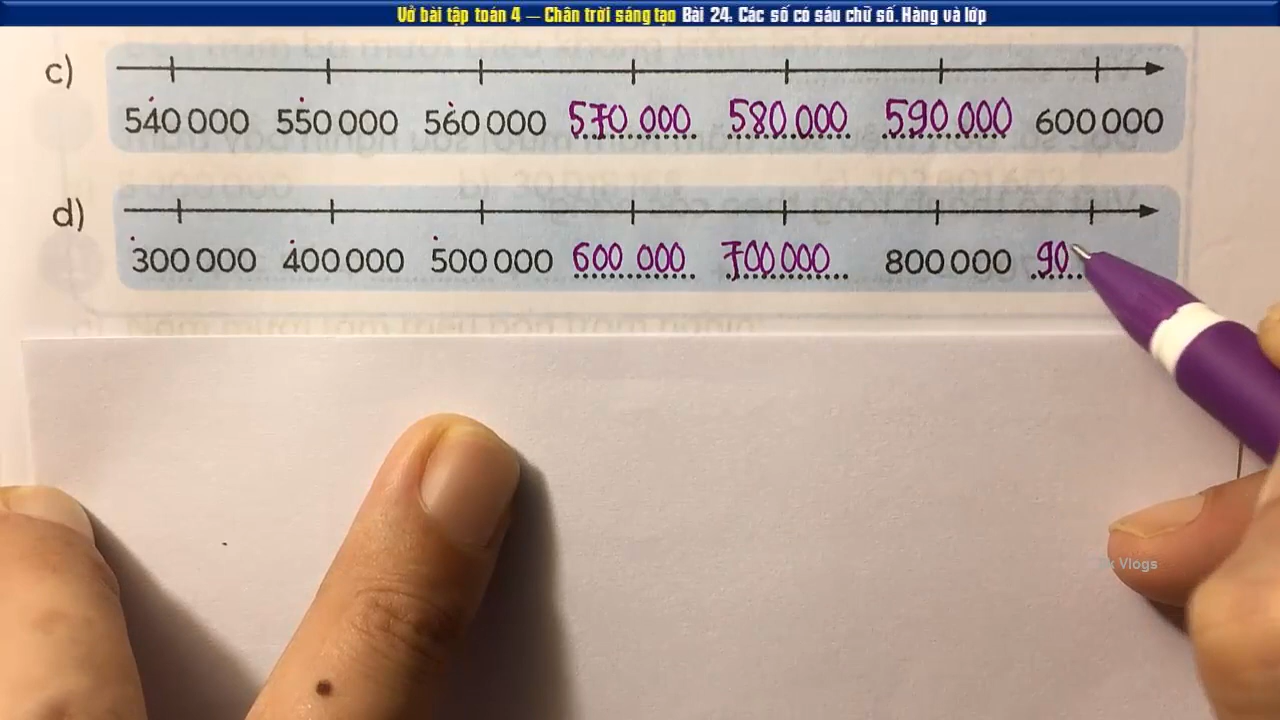 Vở bài tập toán 4 – Chân trời sáng tạo Bài 24. Các số có sáu chữ số. Hàng và lớp
c)
540 000 550 000 560 000 570 000 580 000 590 000 600 000
d)
300 000 400 000 500 000 600 000 700 000 800 000 90
Vlogs